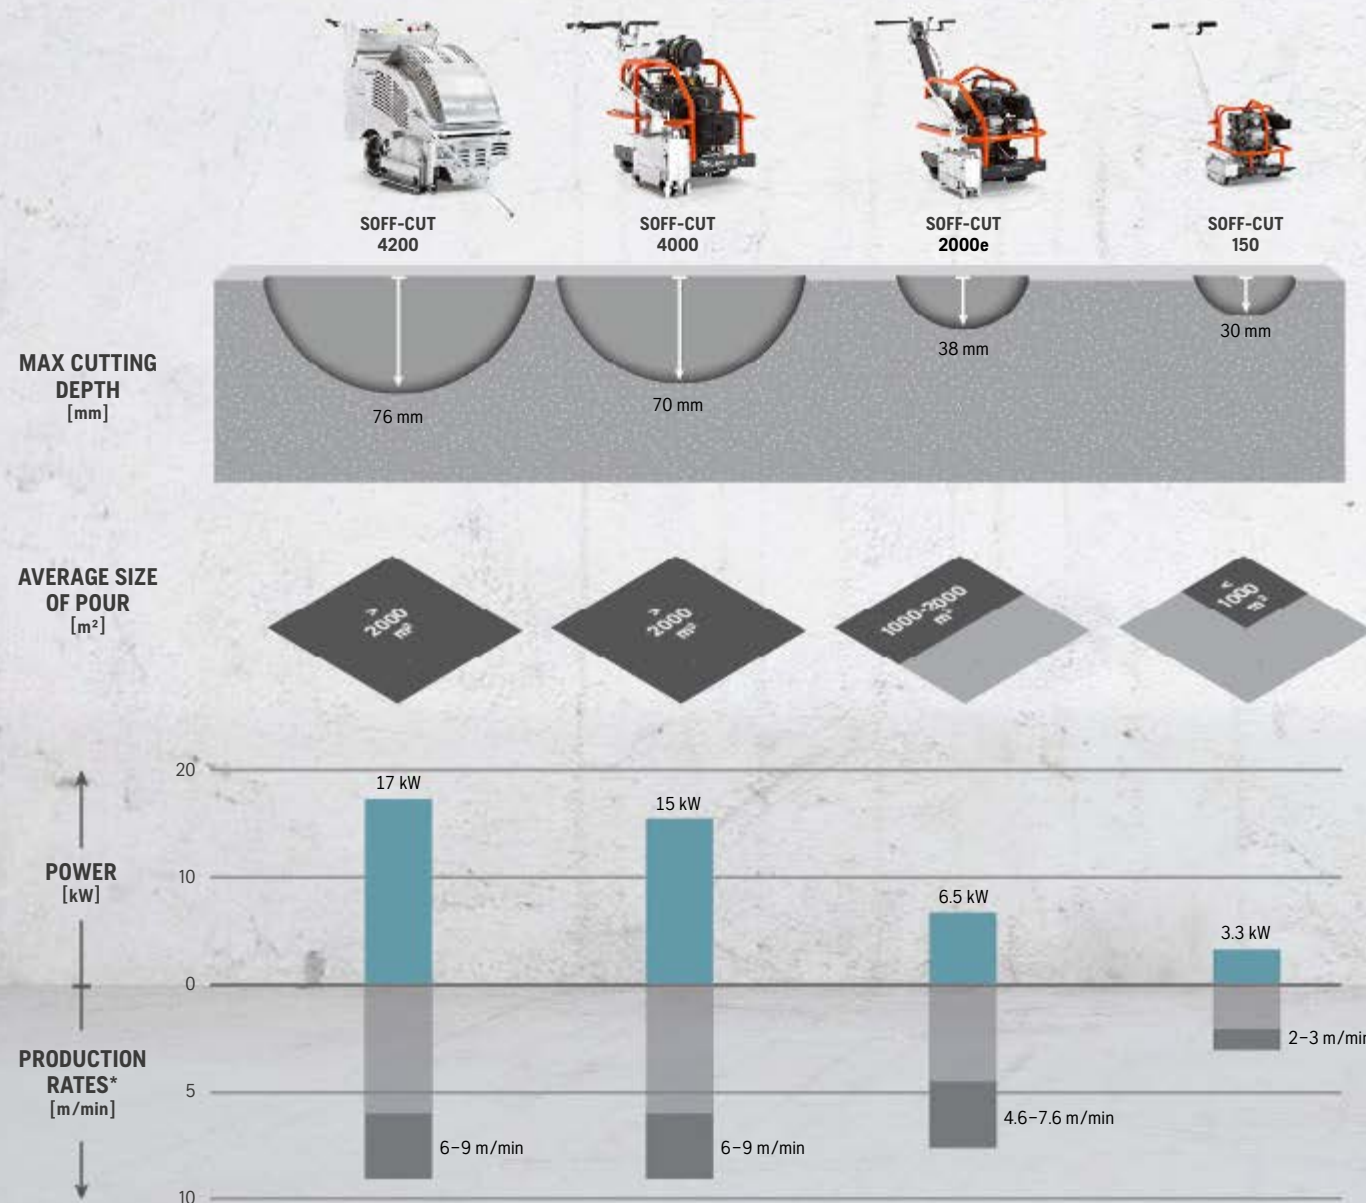 SOFF-CUT
4200
SOFF-CUT
4000
SOFF-CUT
2000e
SOFF-CUT
150
MAX CUTTING
DEPTH
[mm]
76 mm
70 mm
38 mm
30 mm
AVERAGE SIZE
OF POUR
[m²]
>
2000
m²
>
2000
m²
1000-2000
m²
<
1000
m²
20
17 kW
15 kW
POWER
[kW]
10
6.5 kW
3.3 kW
0
PRODUCTION
RATES*
[m/min]
2–3 m/min
5
4.6–7.6 m/min
6–9 m/min
6–9 m/min
10